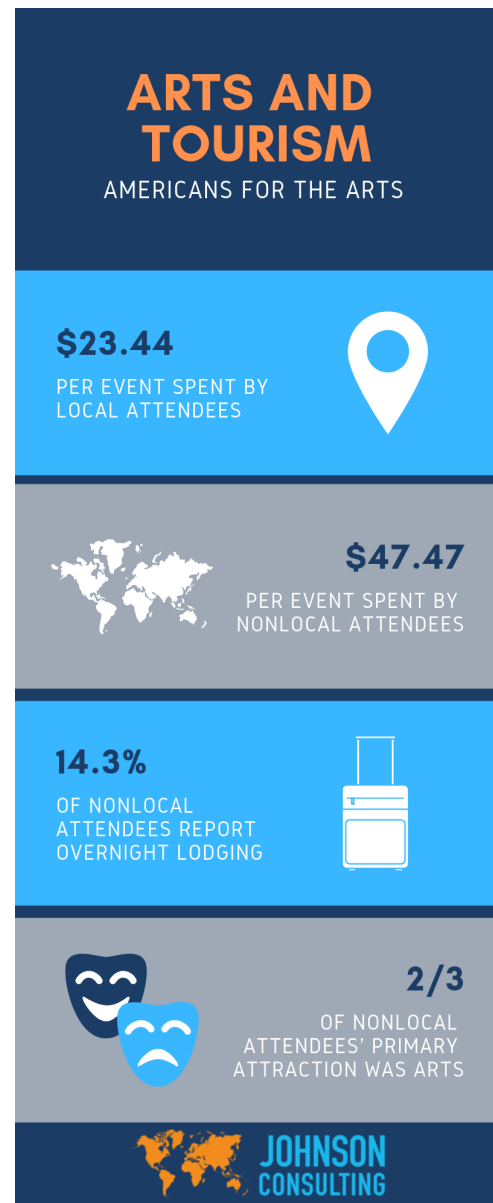 ARTS AND
TOURISM
AMERICANS FOR THE ARTS
$23.44
PER EVENT SPENT BY
LOCAL ATTENDEES
$47.47
PER EVENT SPENT BY
NONLOCAL ATTENDEES
14.3%
OF NONLOCAL
ATTENDEES REPORT
OVERNIGHT LODGING
2/3
OF NONLOCAL
ATTENDEES' PRIMARY
ATTRACTION WAS ARTS
JOHNSON
CONSULTING